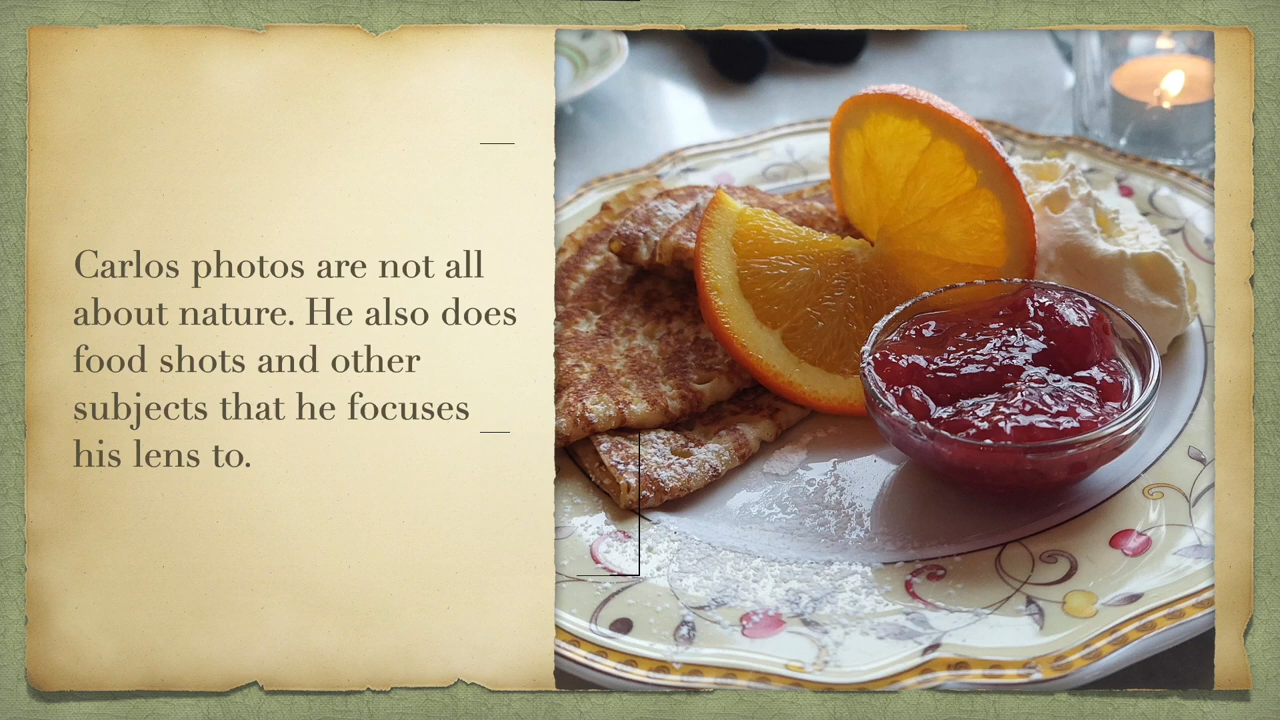 Carlos photos are not all
about nature. He also does
food shots and other
subjects that he focuses
his lens to.